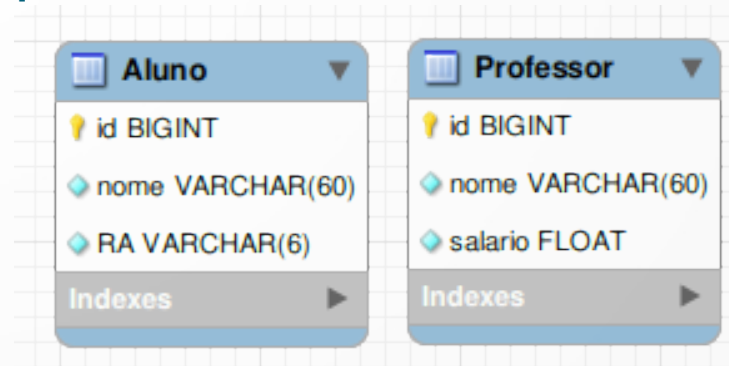 Aluno
id BIGINT
nome VARCHAR(60)
RA VARCHAR(6)
Indexes
Professor
id BIGINT
nome VARCHAR(60)
salario FLOAT
Indexes